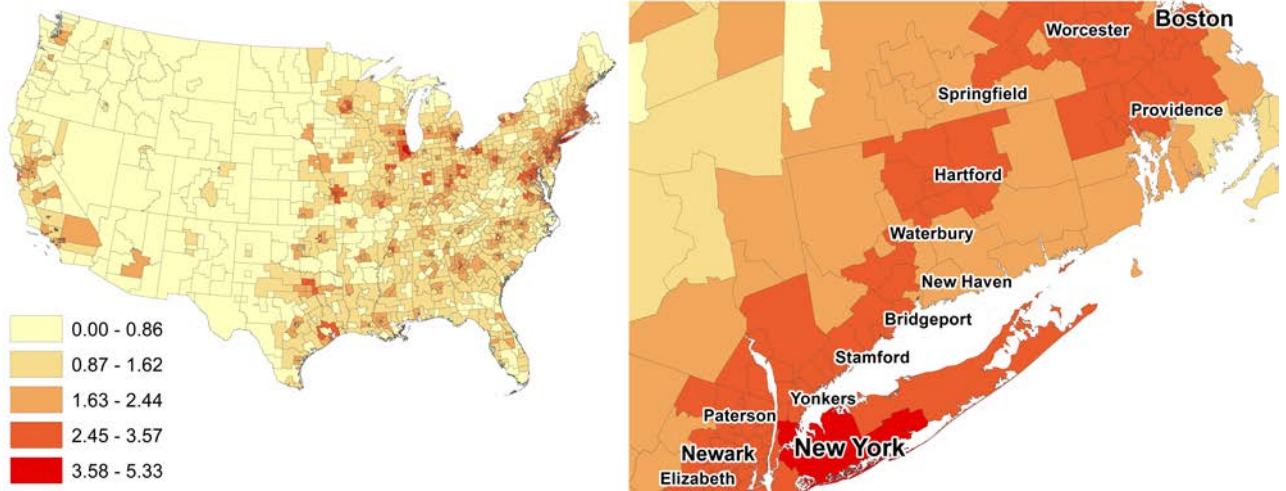 0.00 - 0.86
0.87 - 1.62
1.63 - 2.44
2.45 - 3.57
3.58 - 5.33
Boston
Worcester
Springfield
Providence
Hartford
Waterbury
New Haven
Bridgeport
Stamford
Yonkers
Paterson
New York
Newark
Elizabeth